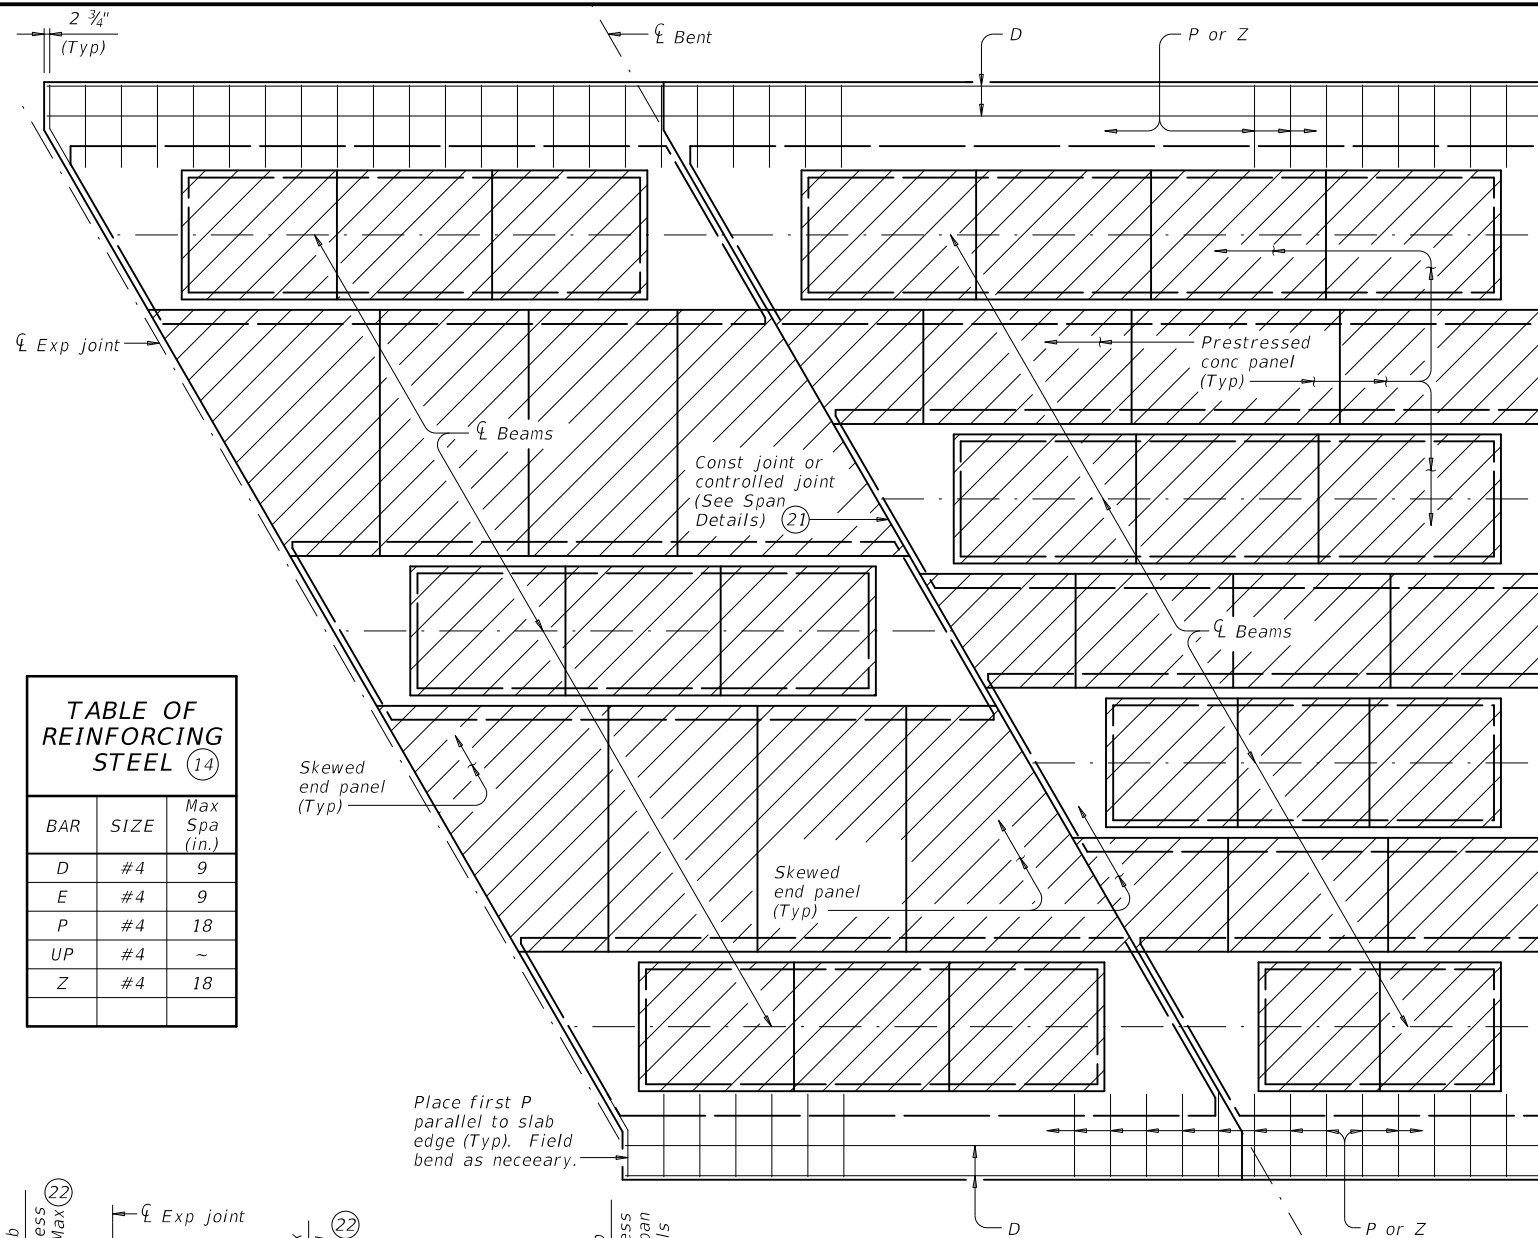 2 ¾"
(Typ)
℄ Bent
D
P or Z
℄ Exp joint
Prestressed
conc panel
(Typ)
℄ Beams
Const joint or
controlled joint
(See Span
Details) 21
℄ Beams
TABLE OF
REINFORCING
STEEL 14
BAR SIZE Max Spa (in.)
D #4 9
E #4 9
P #4 18
UP #4 ~
Z #4 18
Skewed
end panel
(Typ)
Skewed
end panel
(Typ)
Place first P
parallel to slab
edge (Typ). Field
bend as neceeary.
22
ess
Max
℄ Exp joint
22
D
P or Z